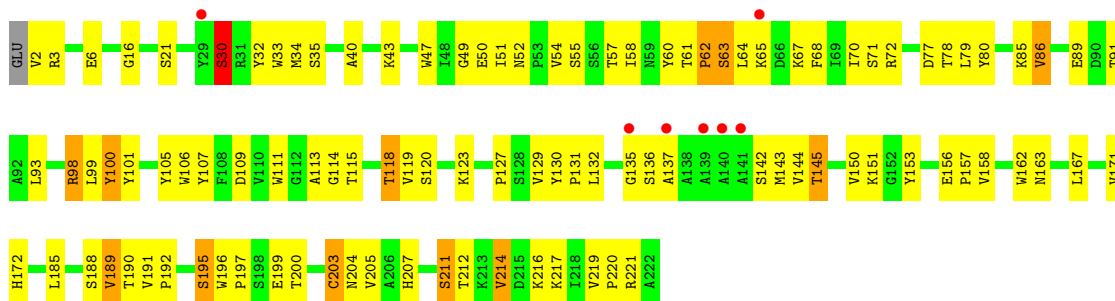 GLU V2 R3 E6 G16 S21 Y29 S30 R31 Y32 W33 M34 S35 A40 K43 W47 I48 G49 E50 I51 N52 P53 V54 S55 S56 T57 I58 N59 Y60 T61 P62 S63 L64 K65 D66 K67 F68 I69 I70 S71 R72 D77 T78 L79 Y80 K85 V86 E89 D90 T91
A92 L93 R98 L99 Y100 Y101 Y105 W106 Y107 F108 D109 V110 W111 G112 A113 G114 T115 T118 V119 S120 K123 P127 S128 V129 Y130 P131 L132 G135 S136 A137 A138 A139 A140 A141 S142 M143 V144 T145 V150 K151 G152 Y153 E156 P157 V158 W162 N163 L167 V171
H172 L185 S188 V189 T190 V191 P192 S195 W196 P197 S198 E199 T200 C203 N204 V205 A206 H207 S211 T212 K213 V214 D215 K216 K217 I218 V219 P220 R221 A222